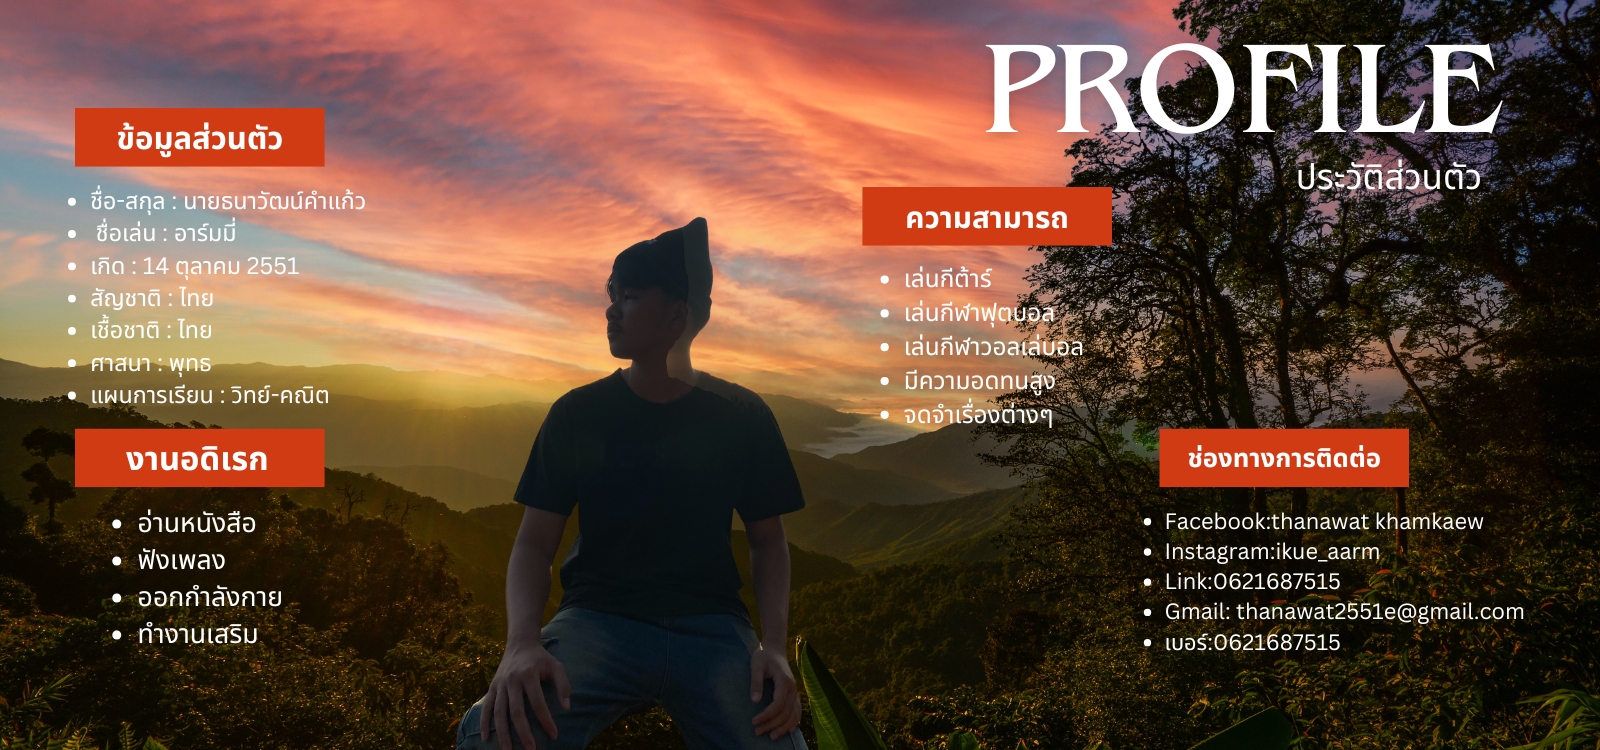 PROFILE
ประวัติส่วนตัว
ข้อมูลส่วนตัว
ชื่อ-สกุล : นายธนาวัฒน์คำแก้ว
ชื่อเล่น : อาร์มมี่
เกิด : 14 ตุลาคม 2551
สัญชาติ : ไทย
เชื้อชาติ : ไทย
ศาสนา : พุทธ
แผนการเรียน : วิทย์-คณิต
งานอดิเรก
อ่านหนังสือ
ฟังเพลง
ออกกำลังกาย
ทำงานเสริม
ความสามารถ
เล่นกีต้าร์
เล่นกีฬาฟุตบอล
เล่นกีฬาวอลเล่บอล
มีความอดทนสูง
จดจำเรื่องต่างๆ
ช่องทางการติดต่อ
Facebook:thanawat khamkaew
Instagram:ikue_aarm
Link:0621687515
Gmail: thanawat2551e@gmail.com
เบอร์:0621687515